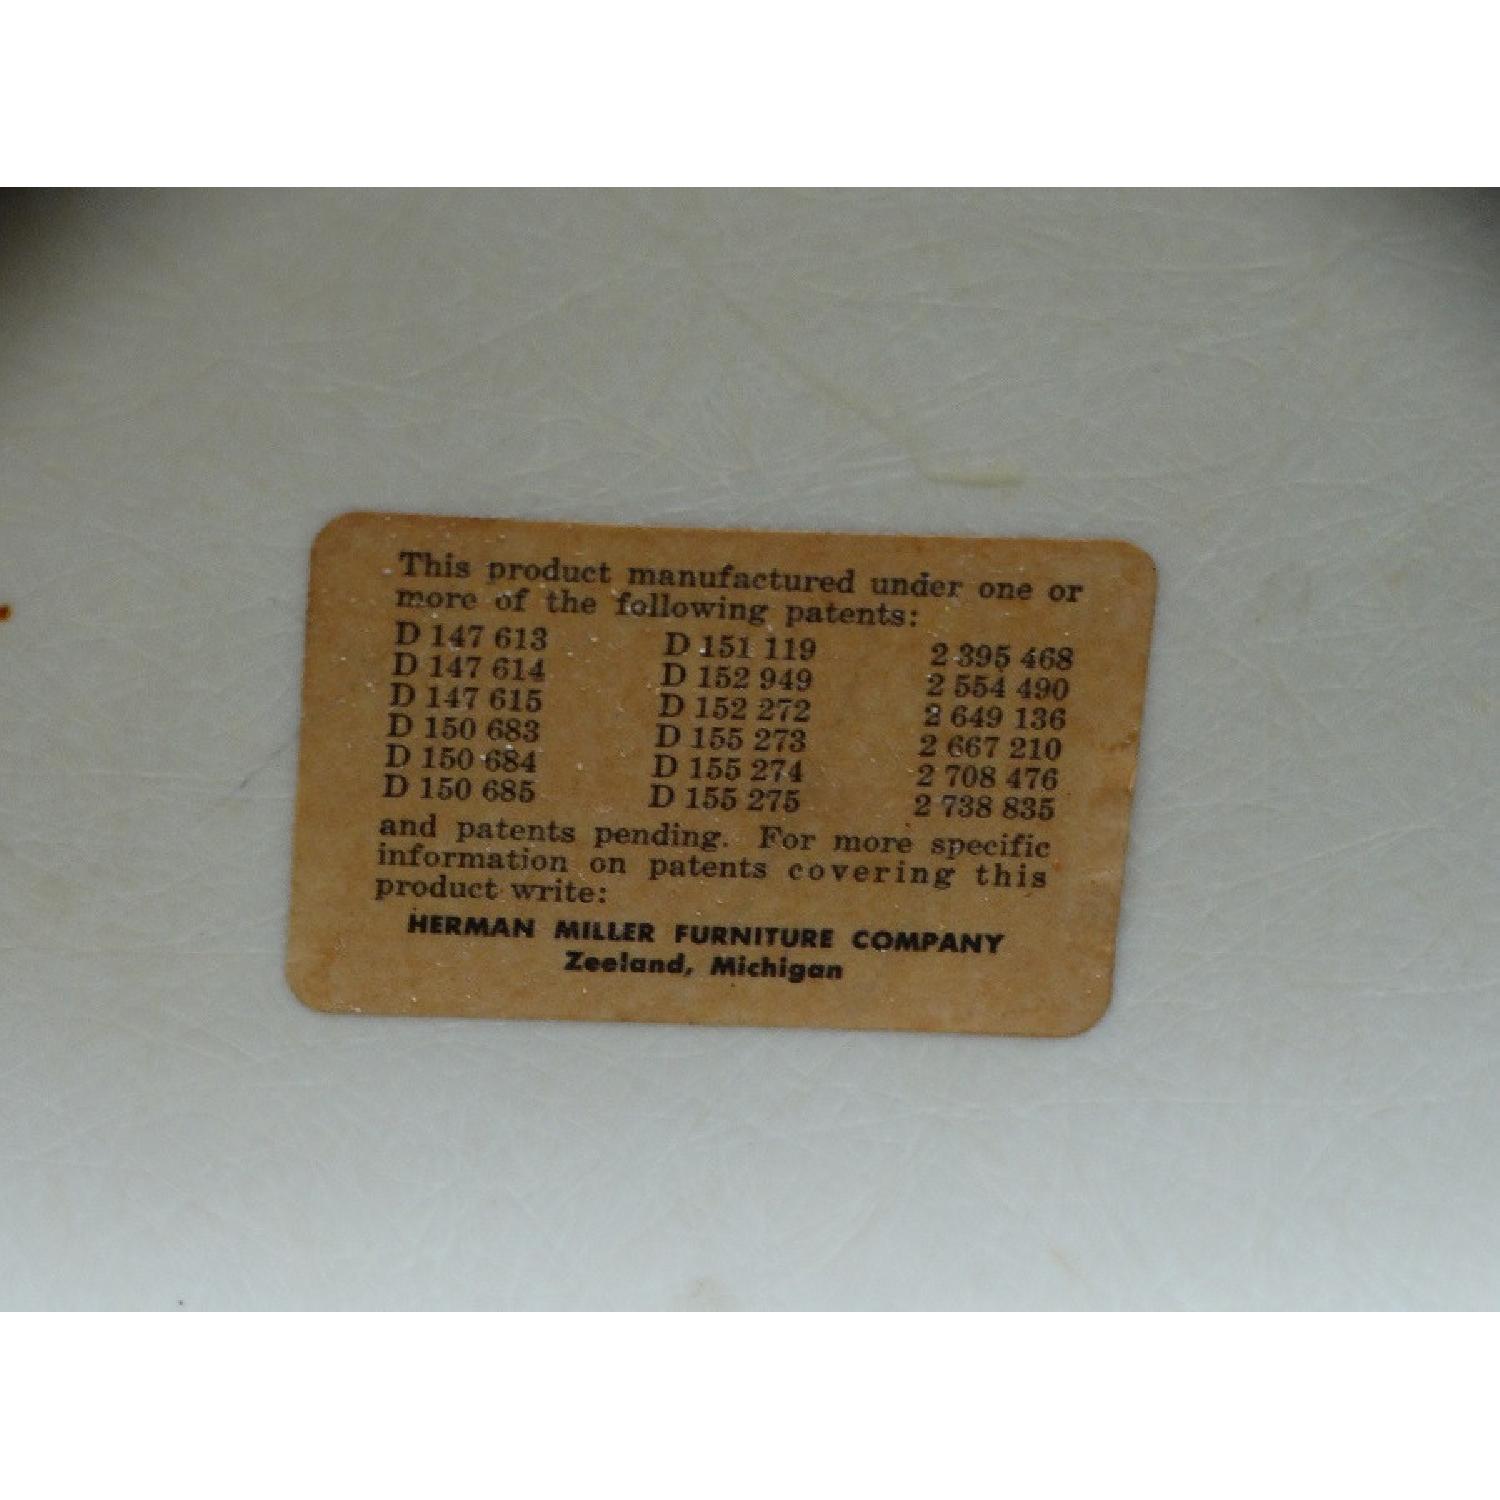 This product manufactured under one or
more of the following patents:
D 147 613 D 151 119 2 395 468
D 147 614 D 152 949 2 554 490
D 147 615 D 152 272 2 649 136
D 150 683 D 155 273 2 667 210
D 150 684 D 155 274 2 708 476
D 150 685 D 155 275 2 738 835
and patents pending. For more specific
information on patents covering this
product write:
HERMAN MILLER FURNITURE COMPANY
Zeeland, Michigan